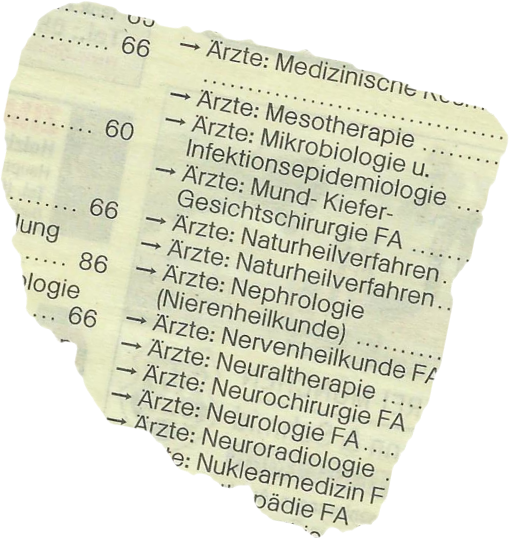 66
→ Ärzte: Medizinische
→ Ärzte: Mesotherapie ............
60
→ Ärzte: Mikrobiologie u.
Infektionsepidemiologie ....
→ Ärzte: Mund- Kiefer-
Gesichtschirurgie FA ........
66
→ Ärzte: Naturheilverfahren .
lung
→ Ärzte: Naturheilverfahren ..
86
→ Ärzte: Nephrologie
(Nierenheilkunde) ............
ologie
66
→ Ärzte: Nervenheilkunde FA
→ Ärzte: Neuraltherapie .....
→ Ärzte: Neurochirurgie FA
→ Ärzte: Neurologie FA ....
→ Ärzte: Neuroradiologie .
e: Nuklearmedizin F
pädie FA